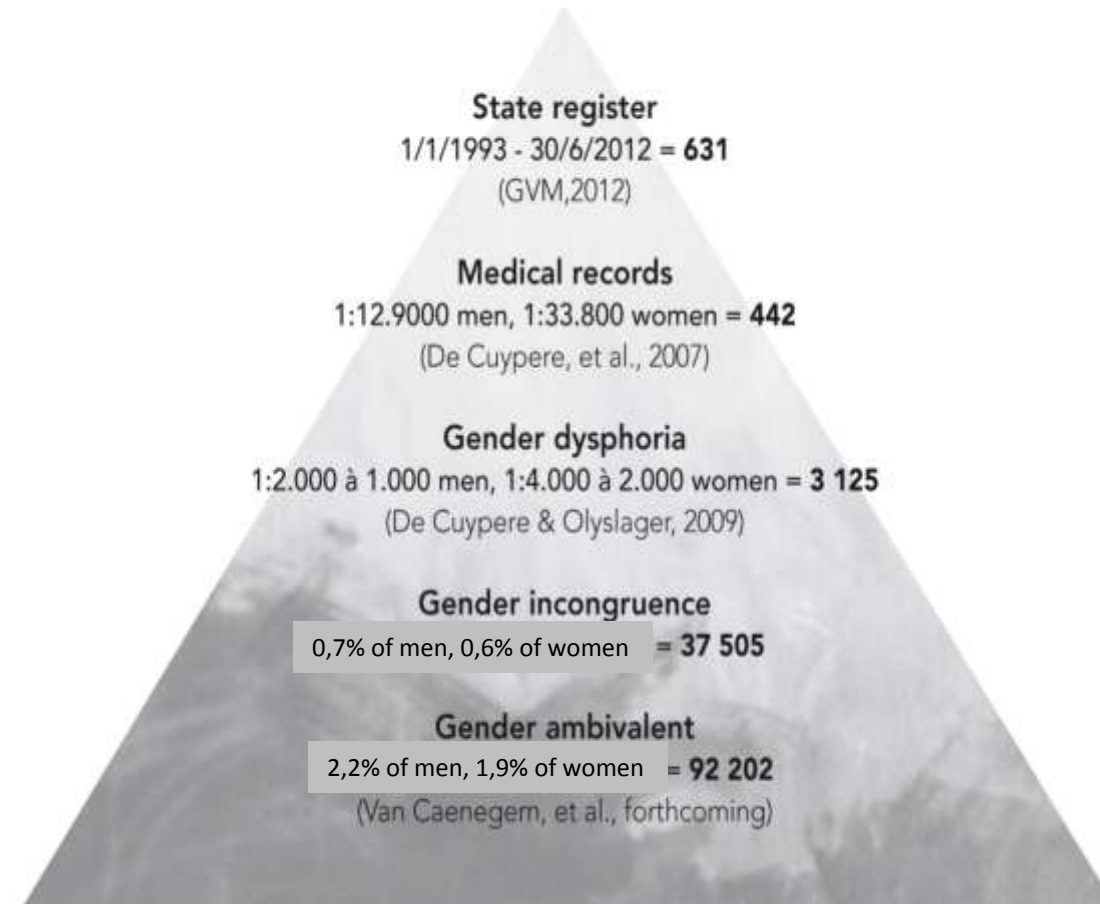 State register
1/1/1993 - 30/6/2012 = 631
(GVM,2012)
Medical records
1:12.9000 men, 1:33.800 women = 442
(De Cuypere, et al., 2007)
Gender dysphoria
1:2.000 à 1.000 men, 1:4.000 à 2.000 women = 3 125
(De Cuypere & Olyslager, 2009)
Gender incongruence
0,7% of men, 0,6% of women = 37 505
Gender ambivalent
2,2% of men, 1,9% of women = 92 202
(Van Caenegem, et al., forthcoming)